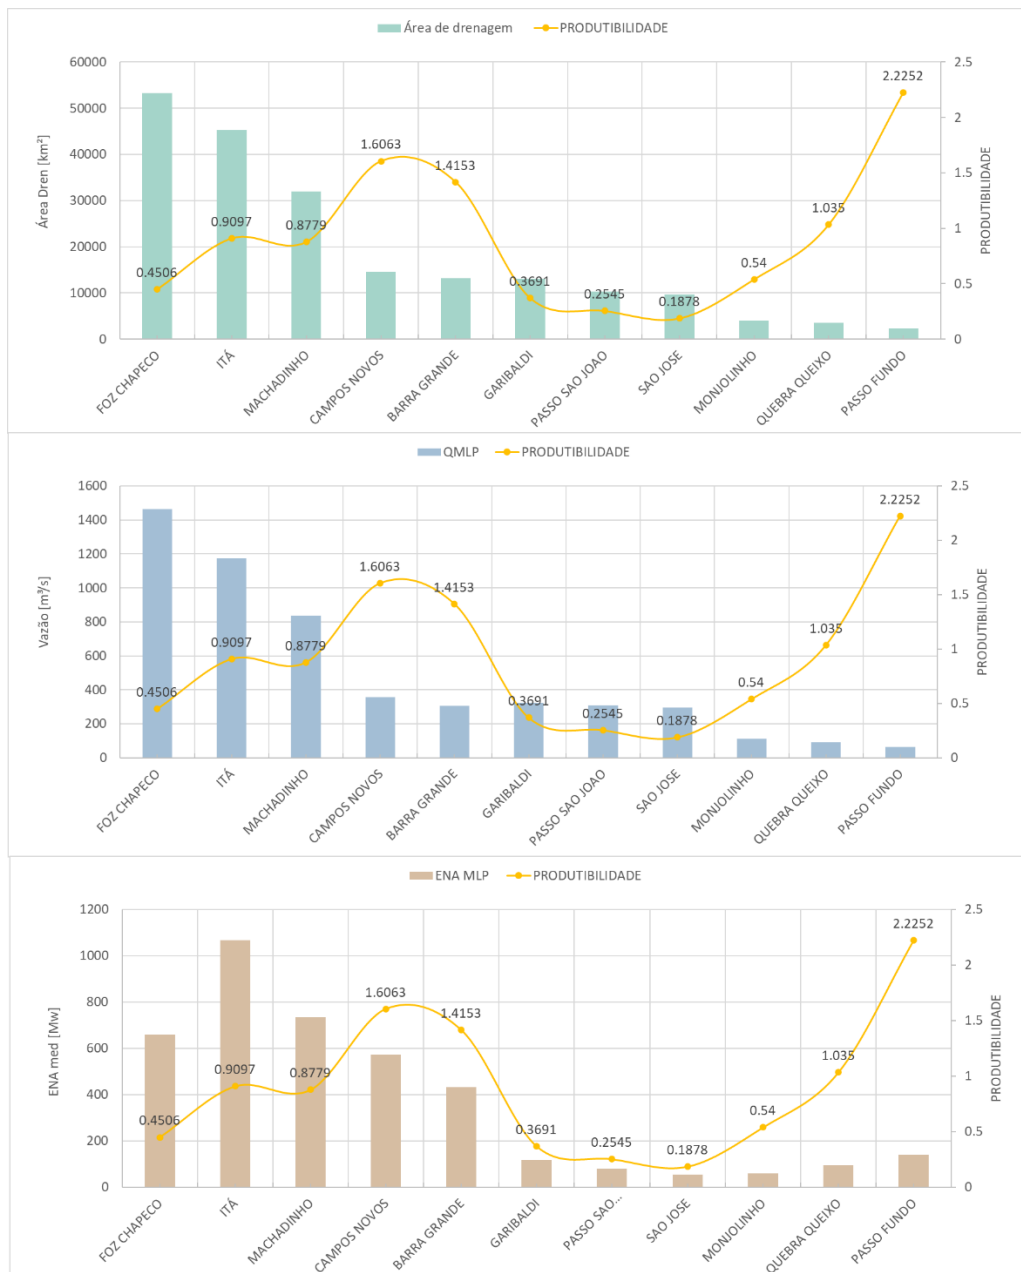 Área de drenagem PRODUTIBILIDADE
60000 2.5
50000 2
40000 1.5
30000
20000 1
10000 0.5
0 0
Área Dren [km²]
PRODUTIBILIDADE
0.4506 0.9097 0.8779 1.6063 1.4153 0.3691 0.2545 0.1878 0.54 1.035 2.2252
FOZ CHAPECO ITÁ MACHADINHO CAMPOS NOVOS BARRA GRANDE GARIBALDI PASSO SAO JOAO SAO JOSE MONJOLINHO QUEBRA QUEIXO PASSO FUNDO
QMLP PRODUTIBILIDADE
1600 2.5
1400
1200 2
1000 1.5
800
600 1
400 0.5
200
0 0
Vazão [m³/s]
PRODUTIBILIDADE
0.4506 0.9097 0.8779 1.6063 1.4153 0.3691 0.2545 0.1878 0.54 1.035 2.2252
FOZ CHAPECO ITÁ MACHADINHO CAMPOS NOVOS BARRA GRANDE GARIBALDI PASSO SAO JOAO SAO JOSE MONJOLINHO QUEBRA QUEIXO PASSO FUNDO
ENA MLP PRODUTIBILIDADE
1200 2.5
1000 2
800 1.5
600
400 1
200 0.5
0 0
ENA med [Mw]
PRODUTIBILIDADE
0.4506 0.9097 0.8779 1.6063 1.4153 0.3691 0.2545 0.1878 0.54 1.035 2.2252
FOZ CHAPECO ITÁ MACHADINHO CAMPOS NOVOS BARRA GRANDE GARIBALDI PASSO SAO... SAO JOSE MONJOLINHO QUEBRA QUEIXO PASSO FUNDO